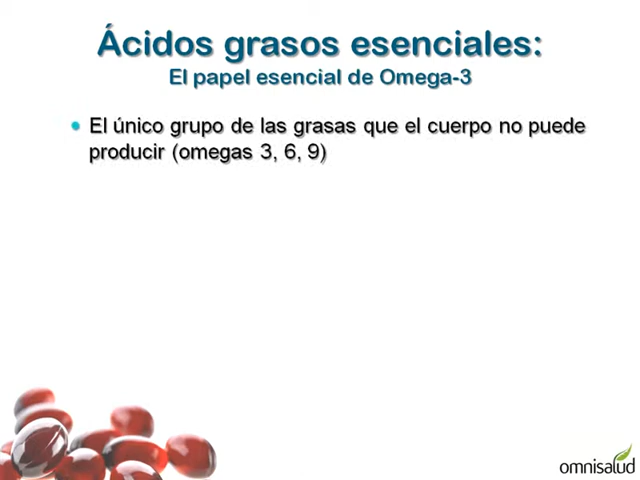 Ácidos grasos esenciales:
El papel esencial de Omega-3
• El único grupo de las grasas que el cuerpo no puede
producir (omegas 3, 6, 9)
omnisalud